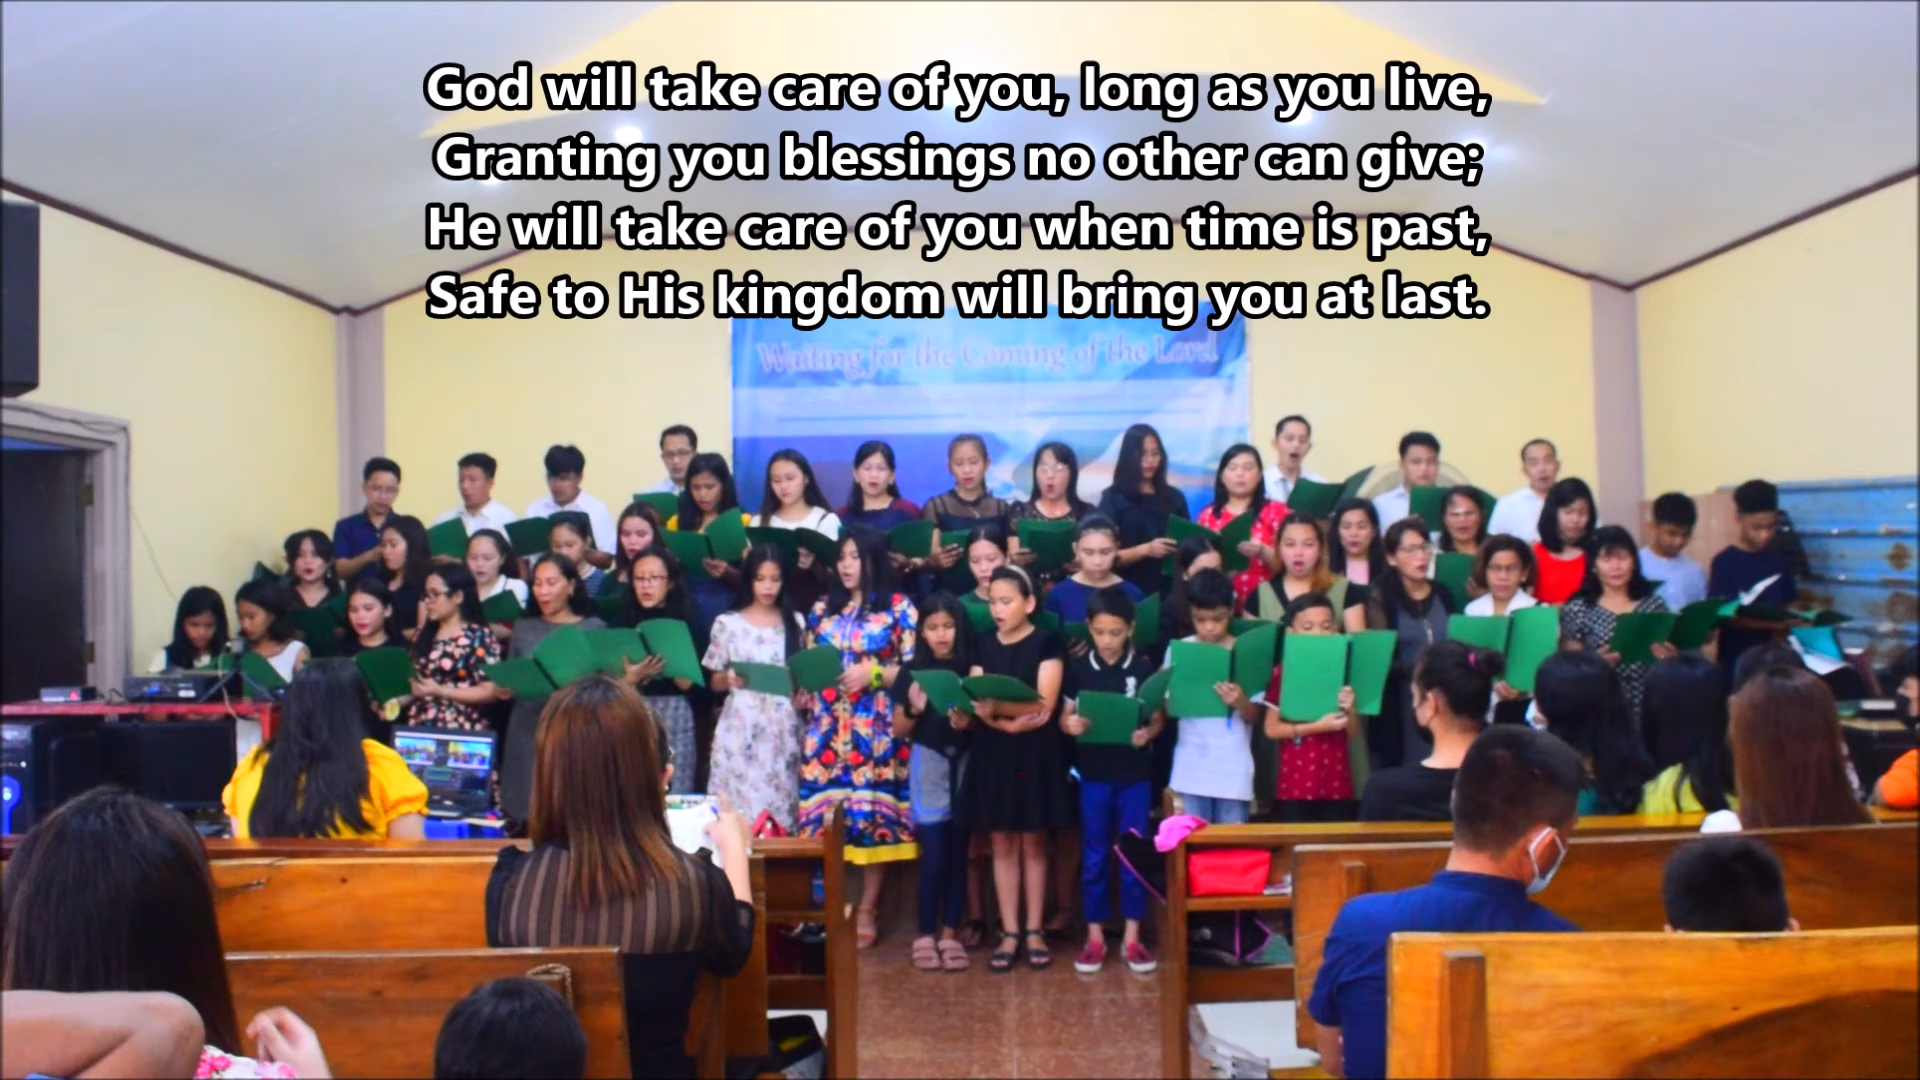 God will take care of you, long as you live,
Granting you blessings no other can give;
He will take care of you when time is past,
Safe to His kingdom will bring you at last.
Waiting for the Coming of the Lord